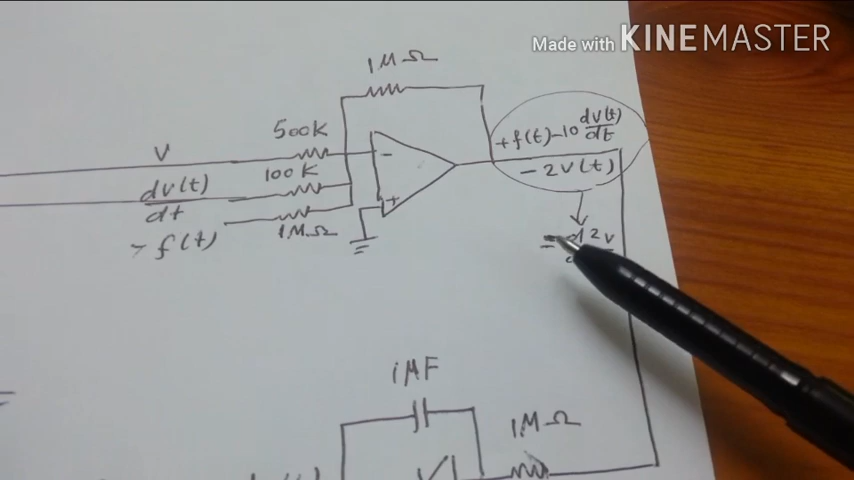 Made with KINEMASTER
1MΩ
500K
V
100K
dv(t)/dt
1MΩ
- f(t)
+f(t)-10 dv(t)/dt
- 2V(t)
1MF
1MΩ